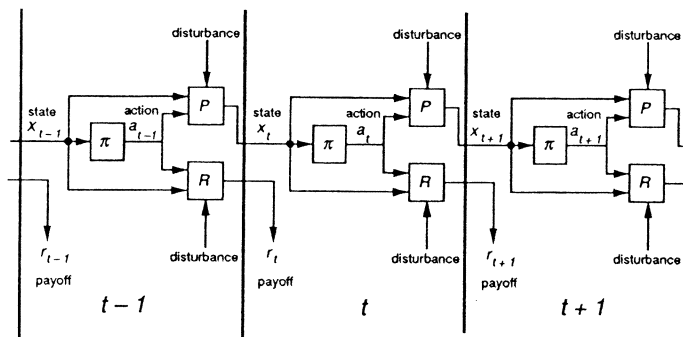 disturbance
disturbance
disturbance
state
x_{t-1}
π
action
a_{t-1}
P
R
state
x_t
π
action
a_t
P
R
state
x_{t+1}
π
action
a_{t+1}
P
R
r_{t-1}
payoff
disturbance
r_t
payoff
disturbance
r_{t+1}
payoff
disturbance
t – 1
t
t + 1